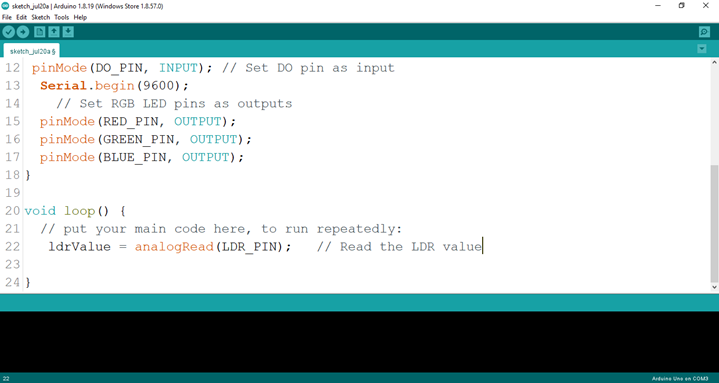 sketch_jul20a | Arduino 1.8.19 (Windows Store 1.8.57.0)
File Edit Sketch Tools Help
sketch_jul20a §
12 pinMode(DO_PIN, INPUT); // Set DO pin as input
13 Serial.begin(9600);
14 // Set RGB LED pins as outputs
15 pinMode(RED_PIN, OUTPUT);
16 pinMode(GREEN_PIN, OUTPUT);
17 pinMode(BLUE_PIN, OUTPUT);
18 }
19
20 void loop() {
21 // put your main code here, to run repeatedly:
22 ldrValue = analogRead(LDR_PIN); // Read the LDR value
23
24 }
22 Arduino Uno on COM3